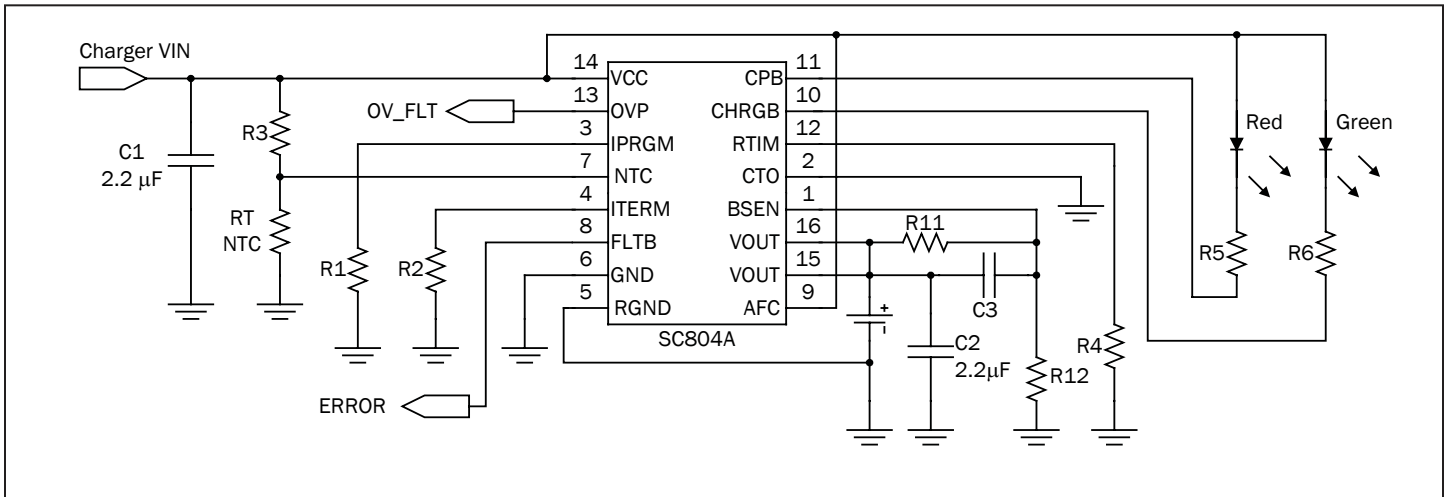 Charger VIN
C1
2.2 μF
R3
RT
NTC
OV_FLT
R1
R2
ERROR
14
13
3
7
4
8
6
5
VCC
OVP
IPRGM
NTC
ITERM
FLTB
GND
RGND
CPB
CHRGB
RTIM
CTO
BSEN
VOUT
VOUT
AFC
11
10
12
2
1
16
15
9
SC804A
R11
C3
+
C2
2.2μF
R12
R4
Red
Green
R5
R6